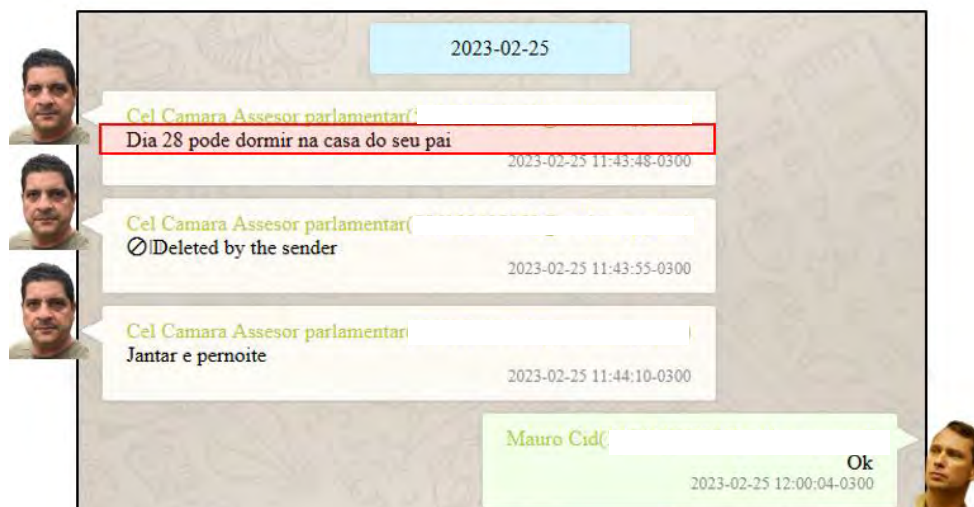 2023-02-25
Cel Camara Assesor parlamentar(
Dia 28 pode dormir na casa do seu pai
2023-02-25 11:43:48-0300
Cel Camara Assesor parlamentar(
Deleted by the sender
2023-02-25 11:43:55-0300
Cel Camara Assesor parlamentar(
Jantar e pernoite
2023-02-25 11:44:10-0300
Mauro Cid(
Ok
2023-02-25 12:00:04-0300